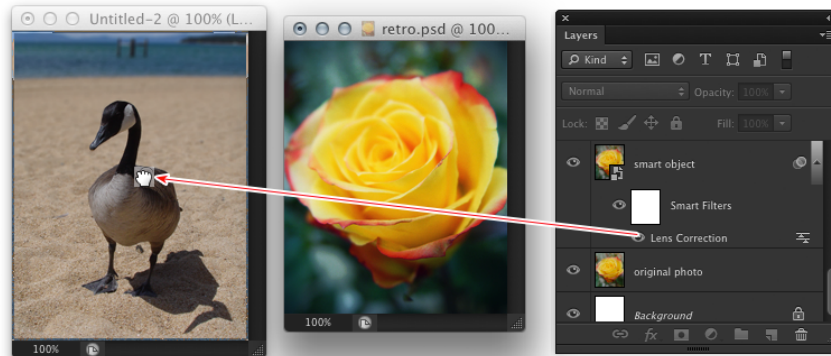 Untitled-2 @ 100% (L...
100%
retro.psd @ 100...
100%
Layers
Kind
Normal
Opacity: 100%
Lock:
Fill: 100%
smart object
Smart Filters
Lens Correction
original photo
Background
fx